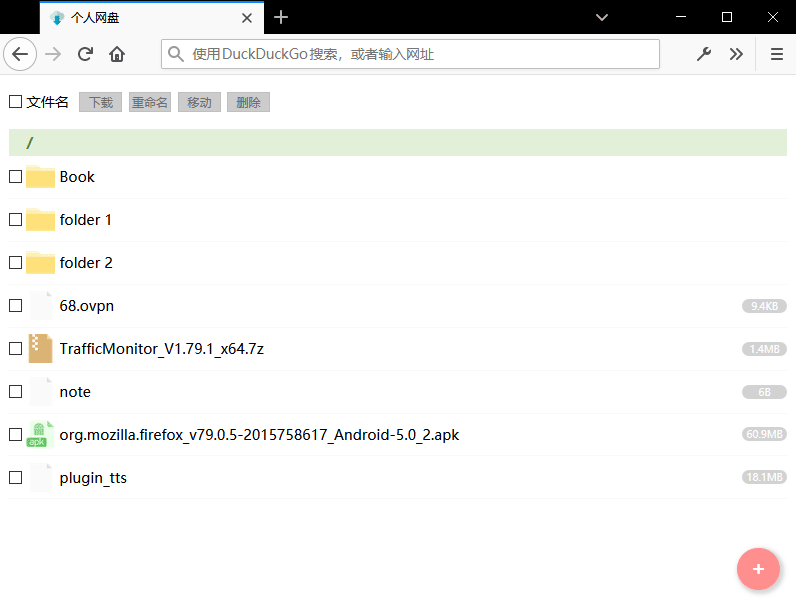 个人网盘
使用DuckDuckGo搜索，或者输入网址
文件名 下载 重命名 移动 删除
/
Book
folder 1
folder 2
68.ovpn 9.4KB
TrafficMonitor_V1.79.1_x64.7z 1.4MB
note 6B
apk org.mozilla.firefox_v79.0.5-2015758617_Android-5.0_2.apk 60.9MB
plugin_tts 18.1MB